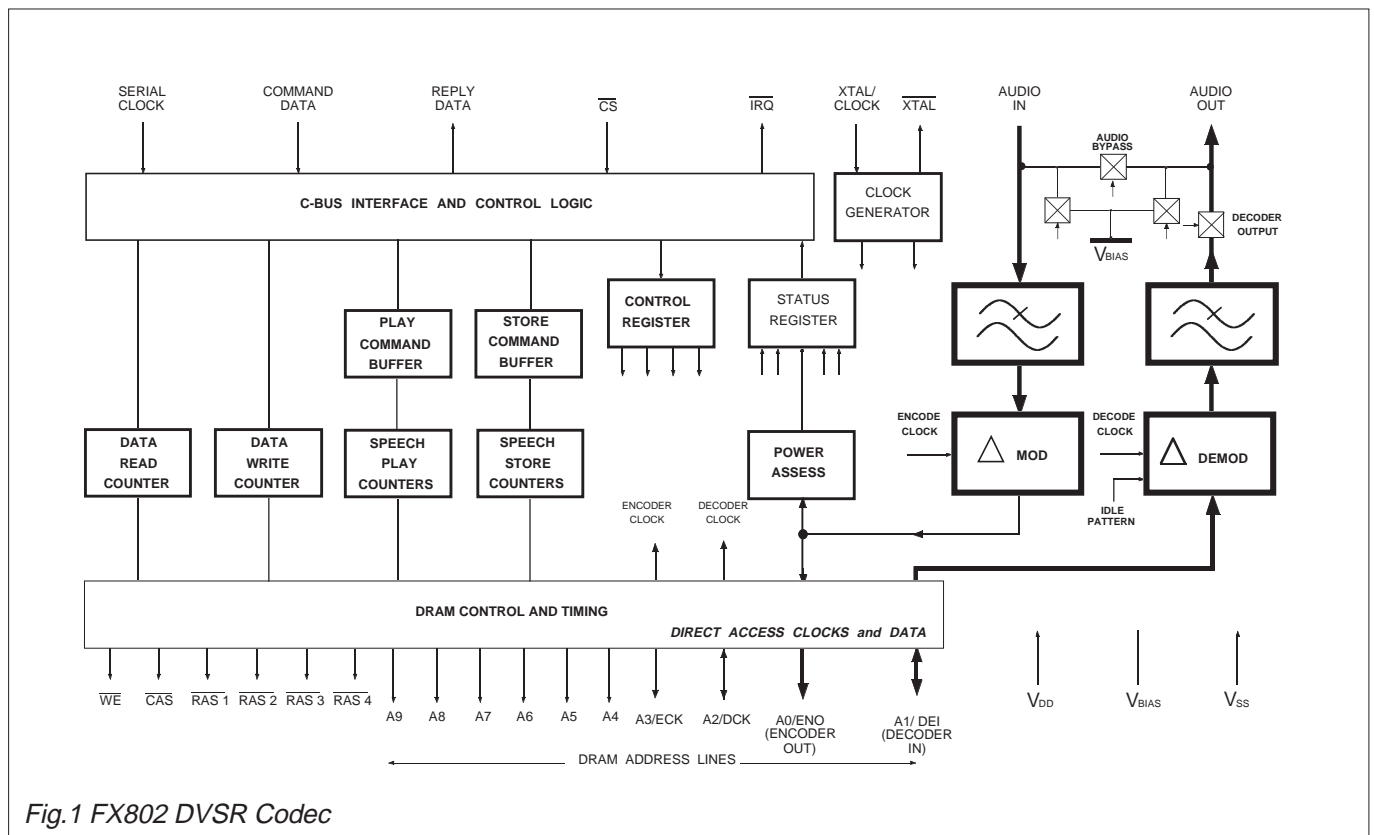 SERIAL
CLOCK
COMMAND
DATA
REPLY
DATA
CS
IRQ
XTAL/
CLOCK
XTAL
AUDIO
IN
AUDIO
OUT
AUDIO
BYPASS
C-BUS INTERFACE AND CONTROL LOGIC
CLOCK
GENERATOR
DECODER
OUTPUT
VBIAS
PLAY
COMMAND
BUFFER
STORE
COMMAND
BUFFER
CONTROL
REGISTER
STATUS
REGISTER
DATA
READ
COUNTER
DATA
WRITE
COUNTER
SPEECH
PLAY
COUNTERS
SPEECH
STORE
COUNTERS
POWER
ASSESS
ENCODE
CLOCK
△ MOD
DECODE
CLOCK
△ DEMOD
IDLE
PATTERN
ENCODER
CLOCK
DECODER
CLOCK
DRAM CONTROL AND TIMING
DIRECT ACCESS CLOCKS and DATA
WE
CAS
RAS 1
RAS 2
RAS 3
RAS 4
A9
A8
A7
A6
A5
A4
A3/ECK
A2/DCK
A0/ENO
(ENCODER
OUT)
A1/ DEI
(DECODER
IN)
VDD
VBIAS
VSS
DRAM ADDRESS LINES
Fig.1 FX802 DVSR Codec